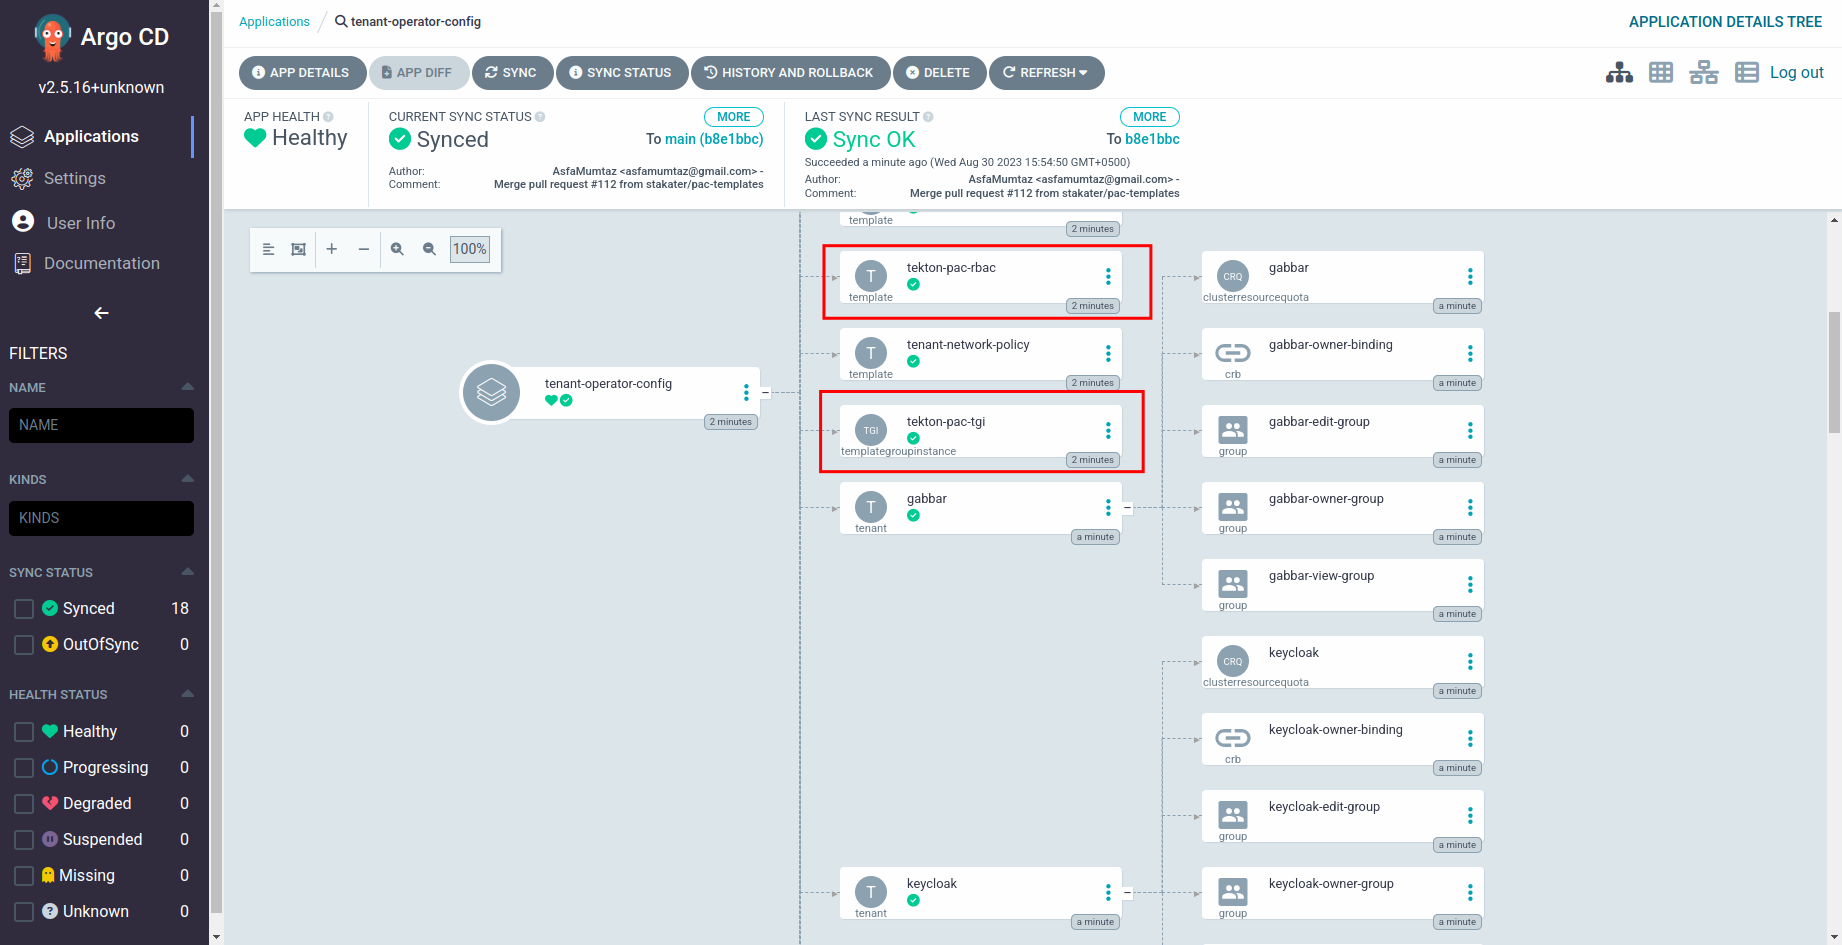 Argo CD
v2.5.16+unknown
Applications
Settings
User Info
Documentation
FILTERS
NAME
NAME
KINDS
KINDS
SYNC STATUS
Synced 18
OutOfSync 0
HEALTH STATUS
Healthy 0
Progressing 0
Degraded 0
Suspended 0
Missing 0
Unknown 0
Applications / tenant-operator-config
APPLICATION DETAILS TREE
APP DETAILS APP DIFF SYNC SYNC STATUS HISTORY AND ROLLBACK DELETE REFRESH
Log out
APP HEALTH
Healthy
CURRENT SYNC STATUS MORE
Synced To main (b8e1bbc)
Author: AsfaMumtaz <asfamumtaz@gmail.com> -
Comment: Merge pull request #112 from stakater/pac-templates
LAST SYNC RESULT MORE
Sync OK To b8e1bbc
Succeeded a minute ago (Wed Aug 30 2023 15:54:50 GMT+0500)
Author: AsfaMumtaz <asfamumtaz@gmail.com> -
Comment: Merge pull request #112 from stakater/pac-templates
100%
tenant-operator-config
2 minutes
template
2 minutes
T
tekton-pac-rbac
template
2 minutes
T
tenant-network-policy
template
2 minutes
TGI
tekton-pac-tgi
templategroupinstance
2 minutes
T
gabbar
tenant
a minute
T
keycloak
tenant
a minute
CRQ
gabbar
clusterresourcequota
a minute
gabbar-owner-binding
crb
a minute
gabbar-edit-group
group
a minute
gabbar-owner-group
group
a minute
gabbar-view-group
group
a minute
CRQ
keycloak
clusterresourcequota
a minute
keycloak-owner-binding
crb
a minute
keycloak-edit-group
group
a minute
keycloak-owner-group
group
a minute